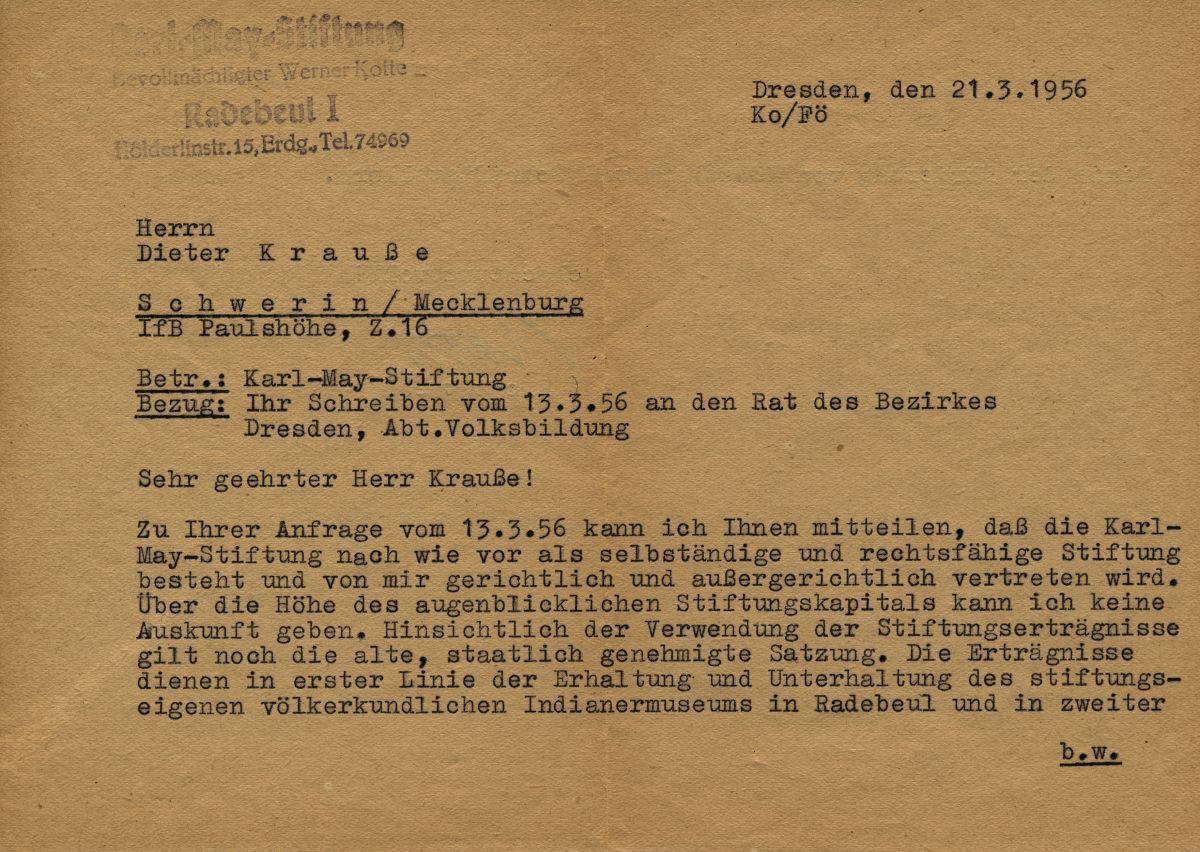 Karl-May-Stiftung
Bevollmächtigter Werner Kotte
Radebeul I
Hölderlinstr.15, Erdg., Tel. 74969
Dresden, den 21.3.1956
Ko/Fö
Herrn
Dieter K r a u ß e
S c h w e r i n / Mecklenburg
IfB Paulshöhe, Z.16
Betr.: Karl-May-Stiftung
Bezug: Ihr Schreiben vom 13.3.56 an den Rat des Bezirkes
Dresden, Abt.Volksbildung
Sehr geehrter Herr Krauße!
Zu Ihrer Anfrage vom 13.3.56 kann ich Ihnen mitteilen, daß die Karl-
May-Stiftung nach wie vor als selbständige und rechtsfähige Stiftung
besteht und von mir gerichtlich und außergerichtlich vertreten wird.
Über die Höhe des augenblicklichen Stiftungskapitals kann ich keine
Auskunft geben. Hinsichtlich der Verwendung der Stiftungserträgnisse
gilt noch die alte, staatlich genehmigte Satzung. Die Erträgnisse
dienen in erster Linie der Erhaltung und Unterhaltung des stiftungs-
eigenen völkerkundlichen Indianermuseums in Radebeul und in zweiter
b.w.